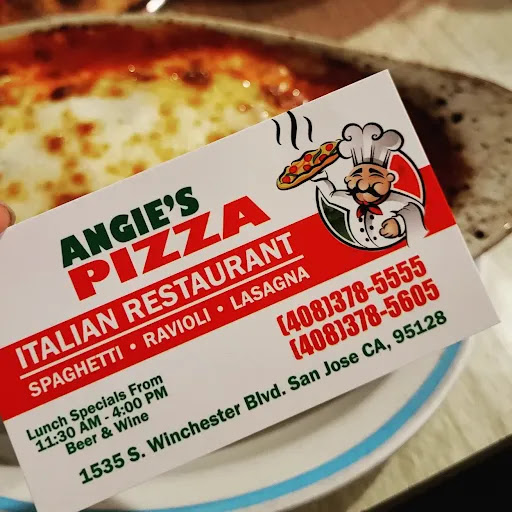 ANGIE'S
PIZZA
ITALIAN RESTAURANT
SPAGHETTI • RAVIOLI • LASAGNA
(408)378-5555
(408)378-5605
Lunch Specials From
11:30 AM - 4:00 PM
Beer & Wine
1535 S. Winchester Blvd. San Jose CA, 95128